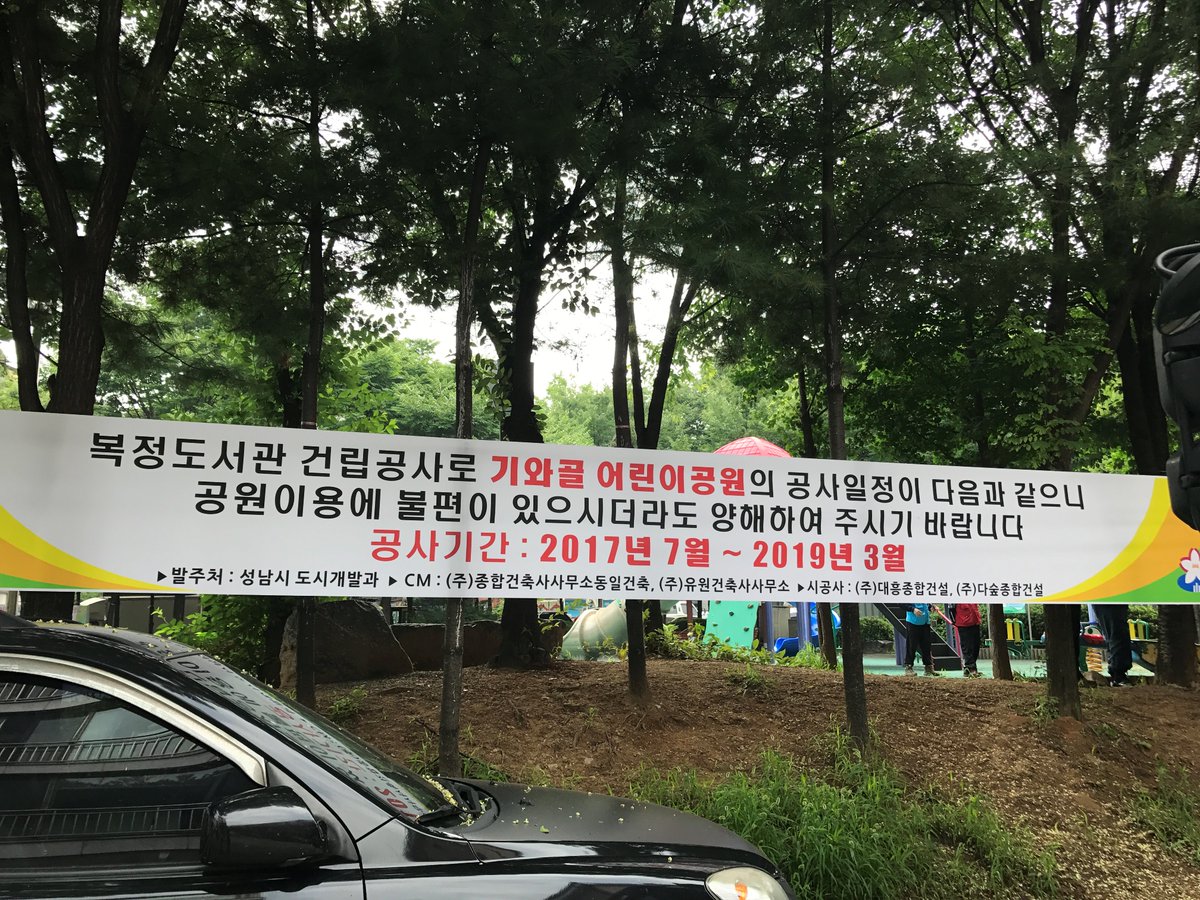 복정도서관 건립공사로 기와골 어린이공원의 공사일정이 다음과 같으니
공원이용에 불편이 있으시더라도 양해하여 주시기 바랍니다
공사기간 : 2017년 7월 ~ 2019년 3월
▶발주처 : 성남시 도시개발과 ▶ CM : (주)종합건축사사무소동일건축, (주)유원건축사사무소 ▶시공사 : (주)대흥종합건설, (주)다숲종합건설